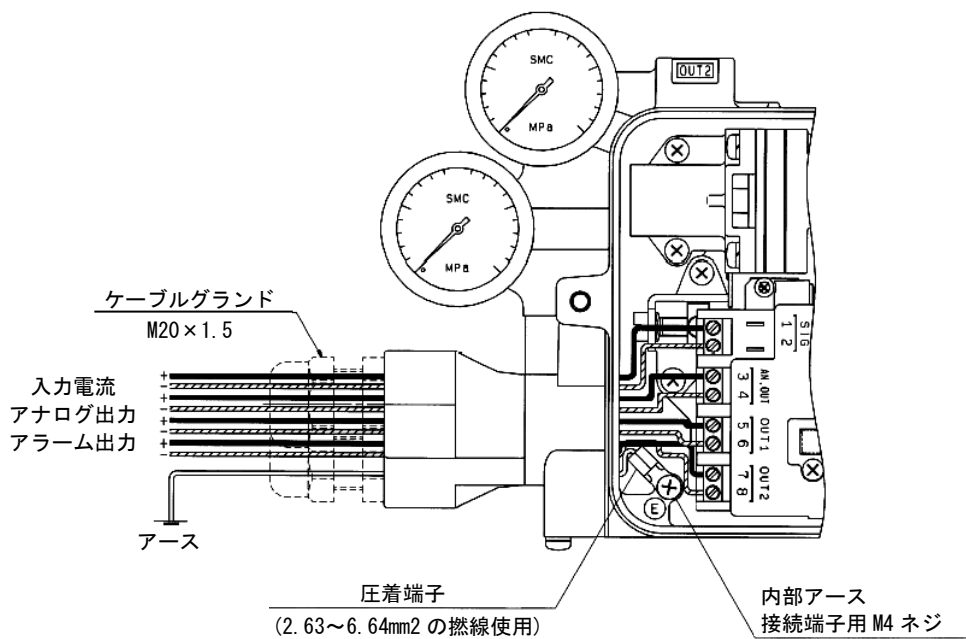 SMC
MPa
OUT2
SMC
MPa
ケーブルグランド
M20×1.5
入力電流
アナログ出力
アラーム出力
+
-
+
-
+
-
+
-
アース
SIG
1 2
AN.OUT
3 4
OUT1
5 6
OUT2
7 8
E
圧着端子
(2.63～6.64mm2 の撚線使用)
内部アース
接続端子用 M4 ネジ